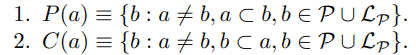 1. P(a) ≡ {b : a ≠ b, a ⊂ b, b ∈ 𝒫 ∪ ℒ_𝒫}.
2. C(a) ≡ {b : a ≠ b, b ⊂ a, b ∈ 𝒫 ∪ ℒ_𝒫}.